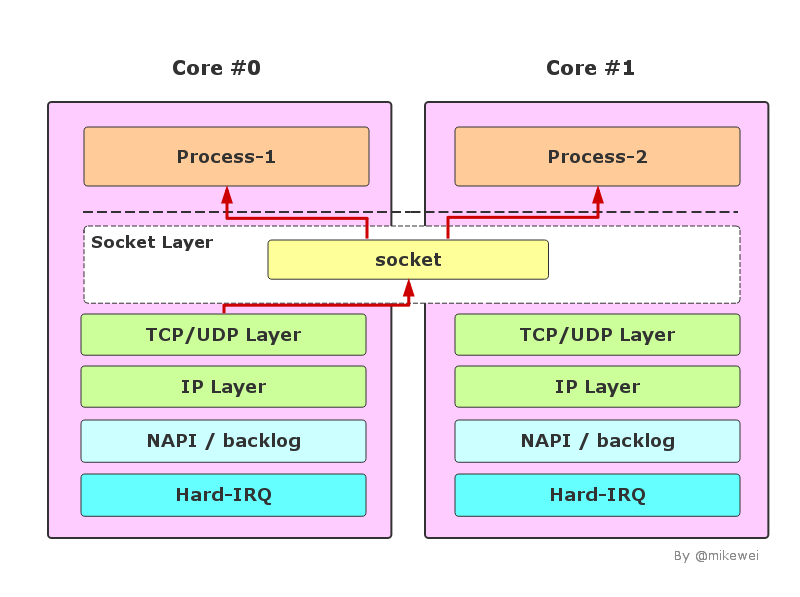 Core #0
Core #1
Process-1
Process-2
Socket Layer
socket
TCP/UDP Layer
TCP/UDP Layer
IP Layer
IP Layer
NAPI / backlog
NAPI / backlog
Hard-IRQ
Hard-IRQ
By @mikewei